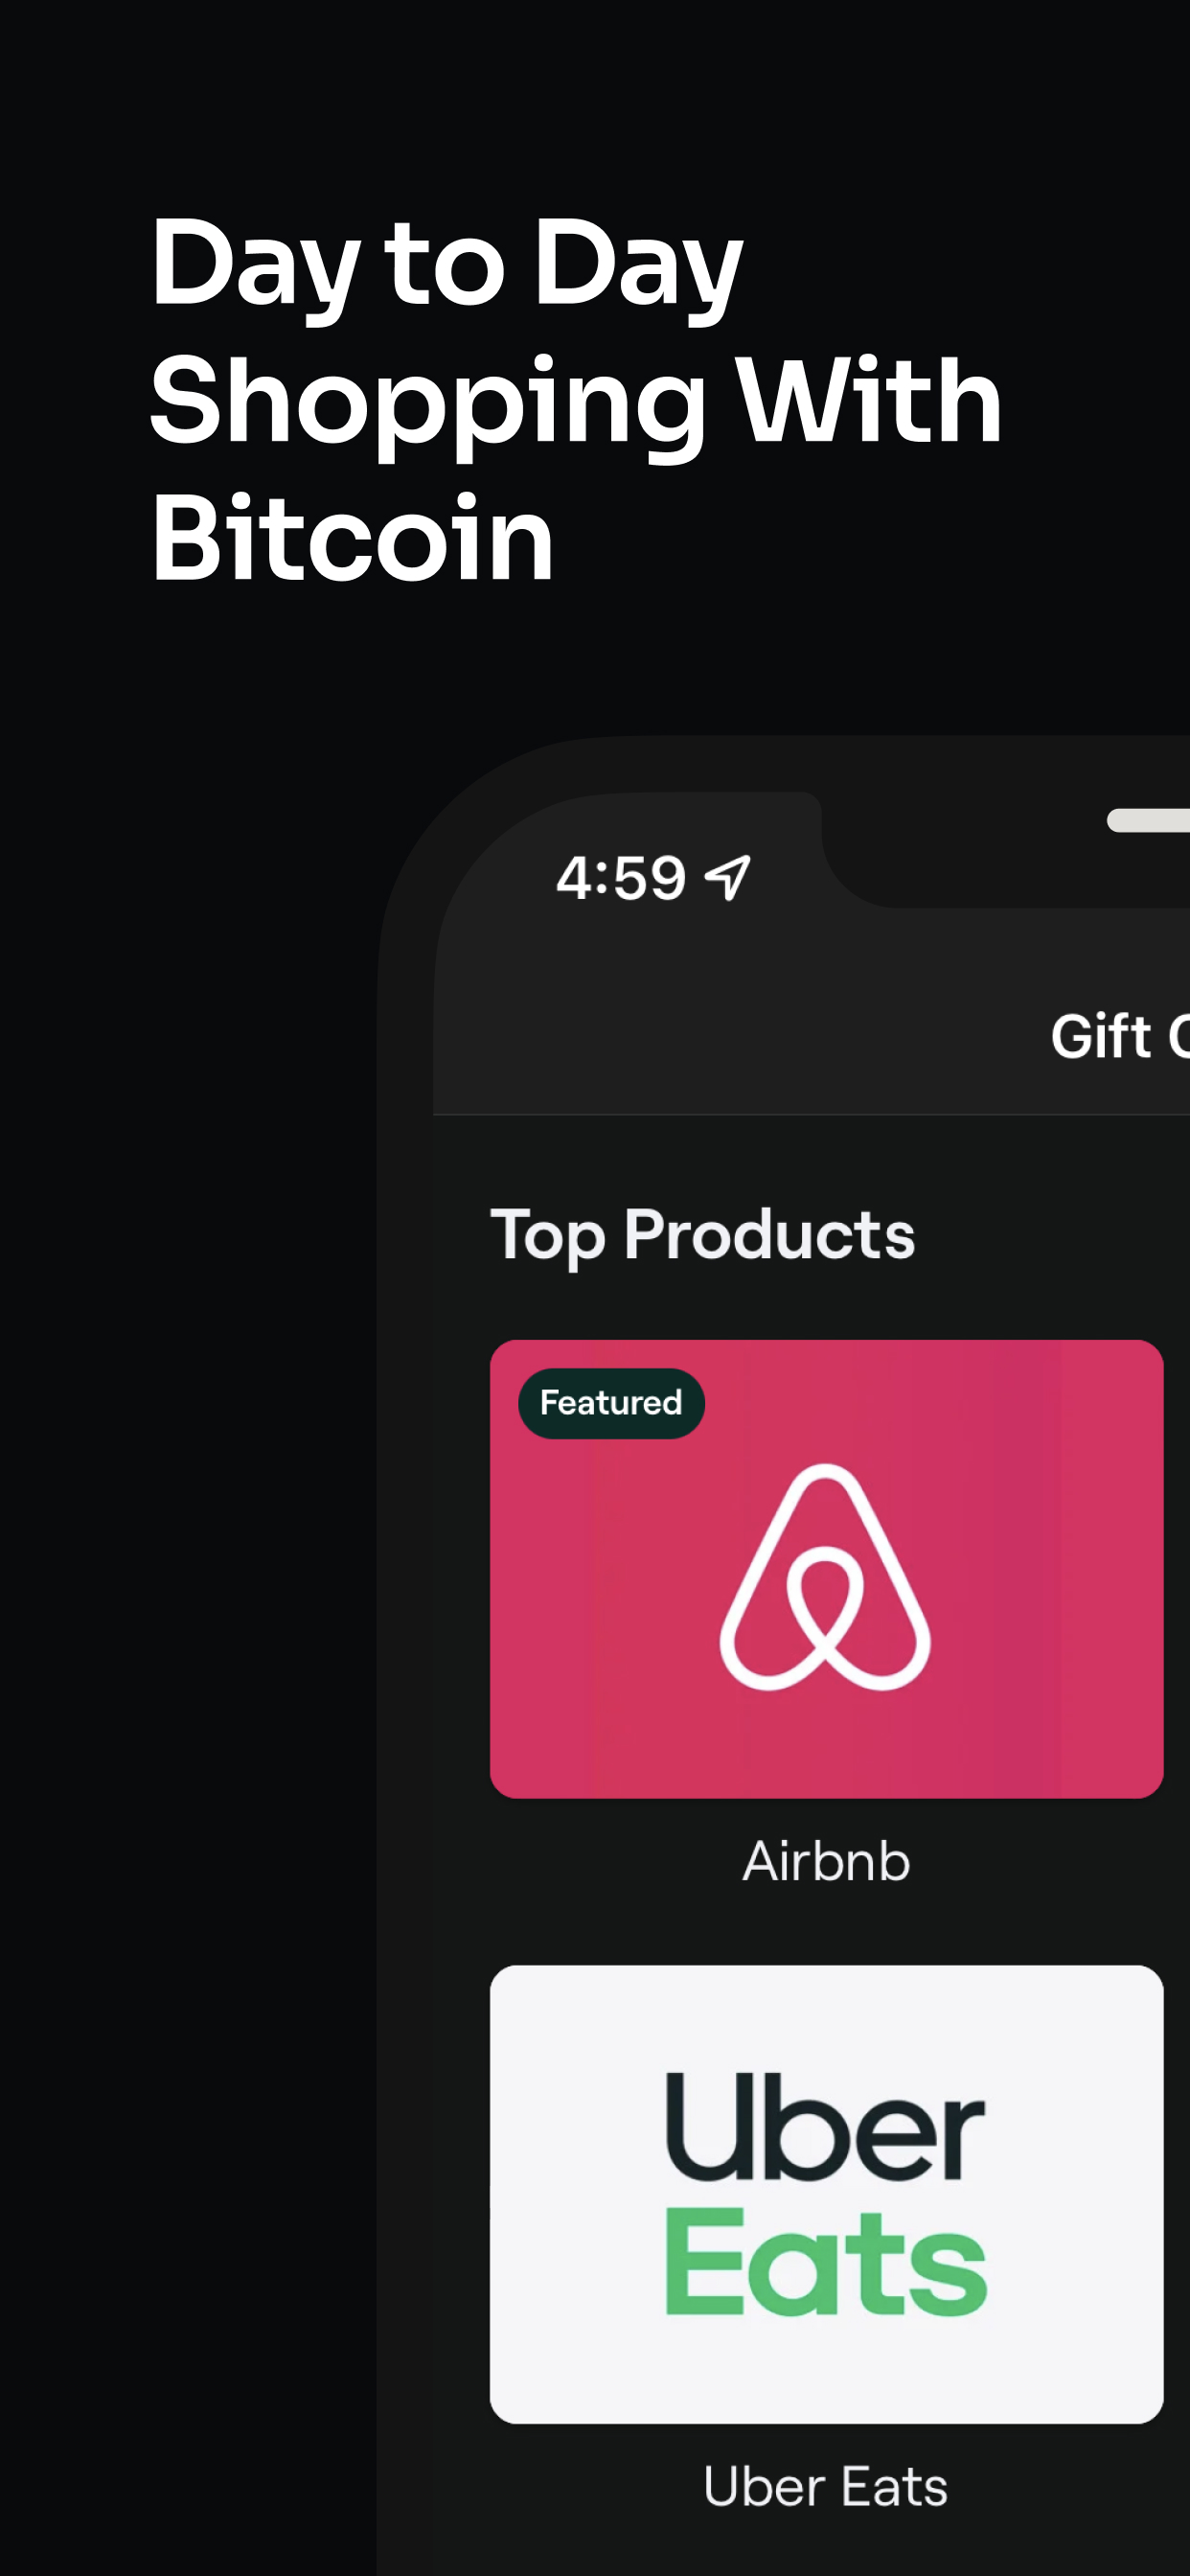 Day to Day
Shopping With
Bitcoin
4:59
Gift
Top Products
Featured
Airbnb
Uber
Eats
Uber Eats